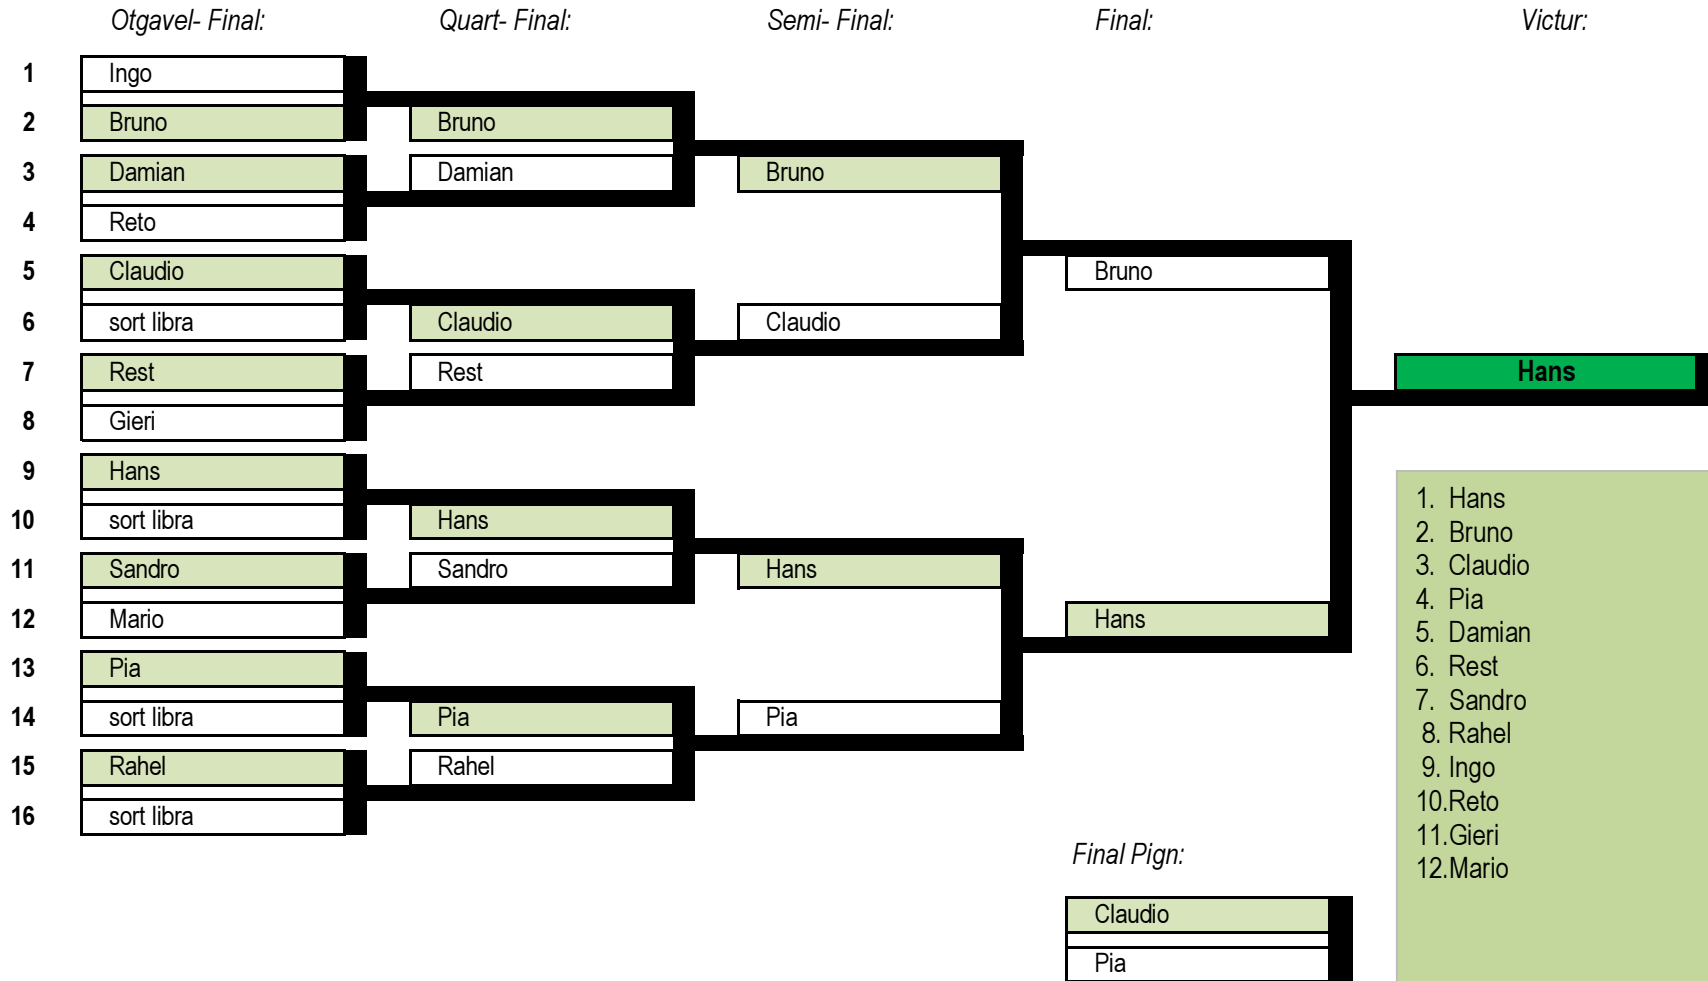 Otgavel- Final: Quart- Final: Semi- Final: Final: Victur:
1 Ingo
2 Bruno Bruno
3 Damian Damian Bruno
4 Reto
5 Claudio Bruno
6 sort libra Claudio Claudio
7 Rest Rest Hans
8 Gieri
9 Hans
10 sort libra Hans
11 Sandro Sandro Hans
12 Mario Hans
13 Pia
14 sort libra Pia Pia
15 Rahel Rahel
16 sort libra
1. Hans
2. Bruno
3. Claudio
4. Pia
5. Damian
6. Rest
7. Sandro
8. Rahel
9. Ingo
10.Reto
11.Gieri
12.Mario
Final Pign:
Claudio
Pia